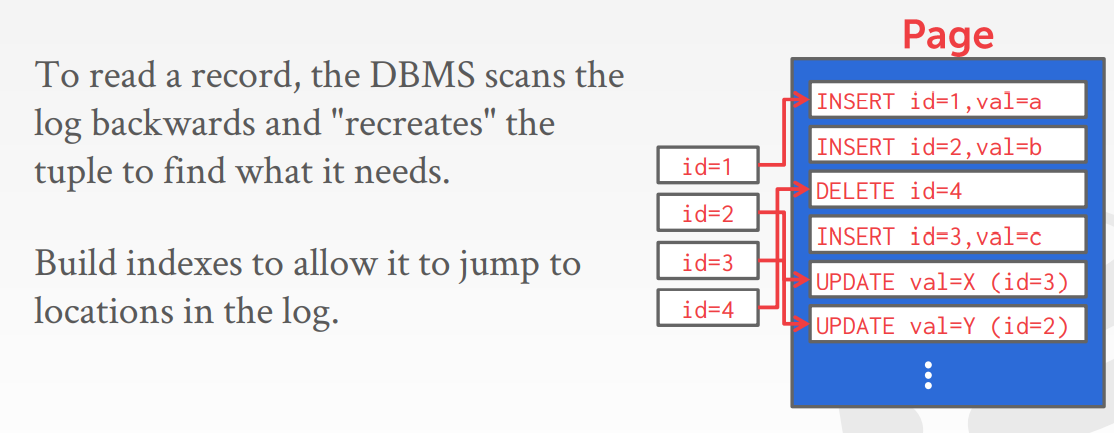 To read a record, the DBMS scans the
log backwards and "recreates" the
tuple to find what it needs.
Build indexes to allow it to jump to
locations in the log.
id=1
id=2
id=3
id=4
Page
INSERT id=1,val=a
INSERT id=2,val=b
DELETE id=4
INSERT id=3,val=c
UPDATE val=X (id=3)
UPDATE val=Y (id=2)